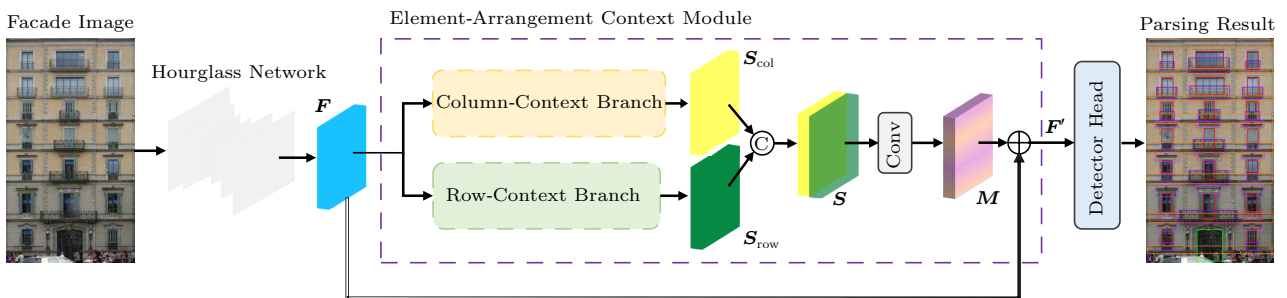 Facade Image
Hourglass Network
F
Element-Arrangement Context Module
Column-Context Branch
Row-Context Branch
S_col
S_row
C
S
Conv
M
F'
Detector Head
Parsing Result